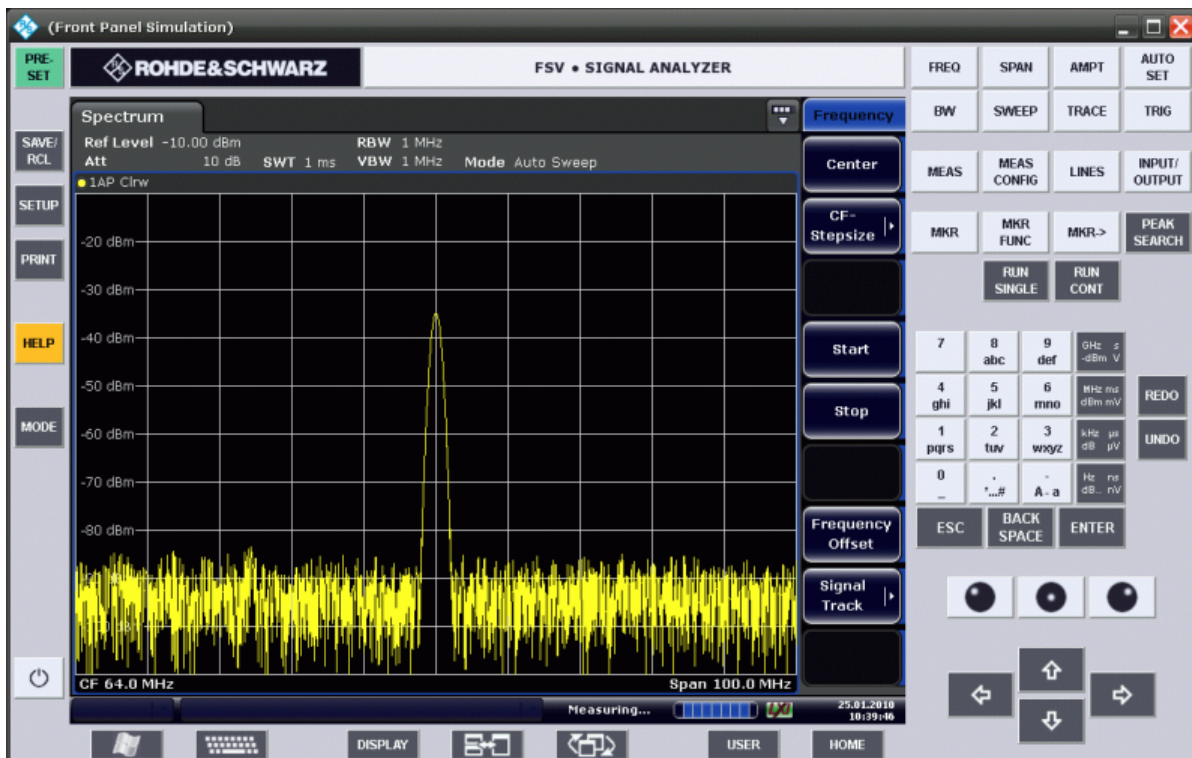 (Front Panel Simulation)
PRE-
SET
ROHDE&SCHWARZ
FSV • SIGNAL ANALYZER
FREQ
SPAN
AMPT
AUTO
SET
BW
SWEEP
TRACE
TRIG
SAVE/
RCL
SETUP
PRINT
HELP
MODE
Spectrum
Ref Level -10.00 dBm
RBW 1 MHz
Att 10 dB SWT 1 ms VBW 1 MHz Mode Auto Sweep
1AP Clrw
-20 dBm
-30 dBm
-40 dBm
-50 dBm
-60 dBm
-70 dBm
-80 dBm
CF 64.0 MHz
Span 100.0 MHz
Measuring...
25.01.2010
10:39:46
Frequency
Center
CF-
Stepsize
Start
Stop
Frequency
Offset
Signal
Track
MEAS
MEAS
CONFIG
LINES
INPUT/
OUTPUT
MKR
MKR
FUNC
MKR->
PEAK
SEARCH
RUN
SINGLE
RUN
CONT
7
8
abc
9
def
GHz s
-dBm V
4
ghi
5
jkl
6
mno
MHz ms
dBm mV
REDO
1
pqrs
2
tuv
3
wxyz
kHz µs
dB µV
UNDO
0
_
.
*...#
-
A - a
Hz ns
dB.. nV
ESC
BACK
SPACE
ENTER
DISPLAY
USER
HOME